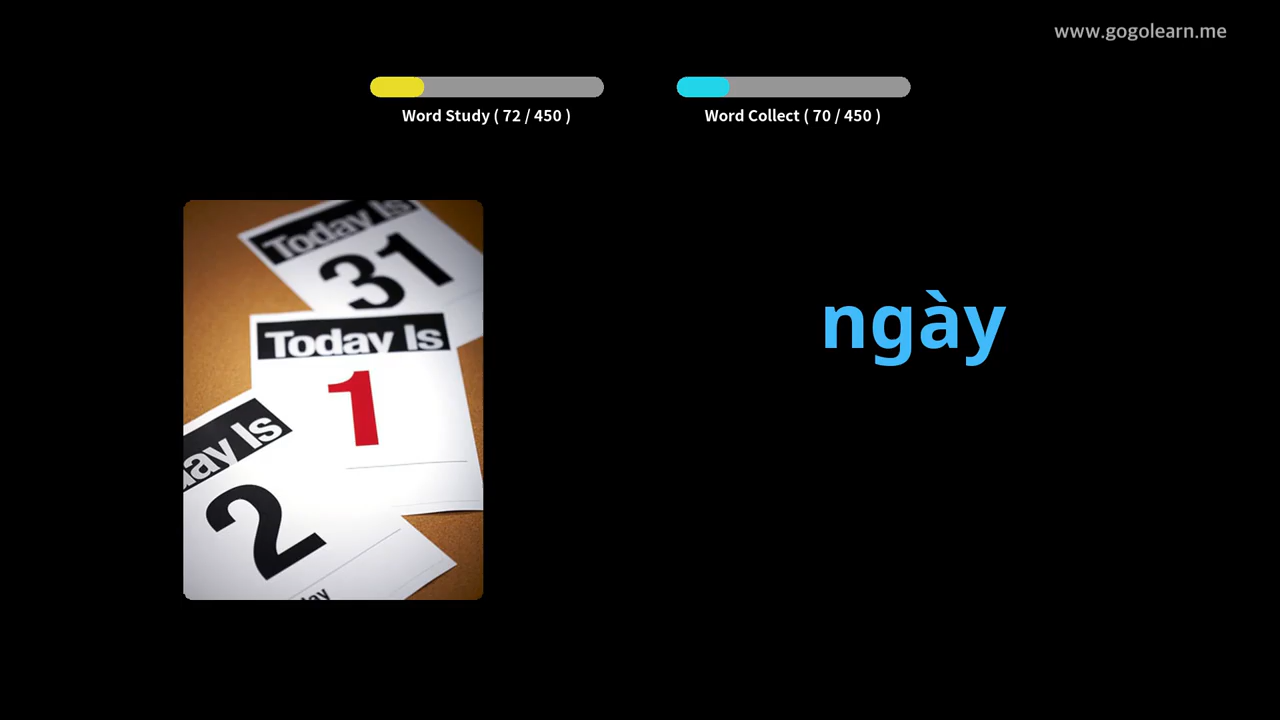 www.gogolearn.me
Word Study ( 72 / 450 )
Word Collect ( 70 / 450 )
Today Is
31
Today Is
1
ay Is
2
ay
ngày